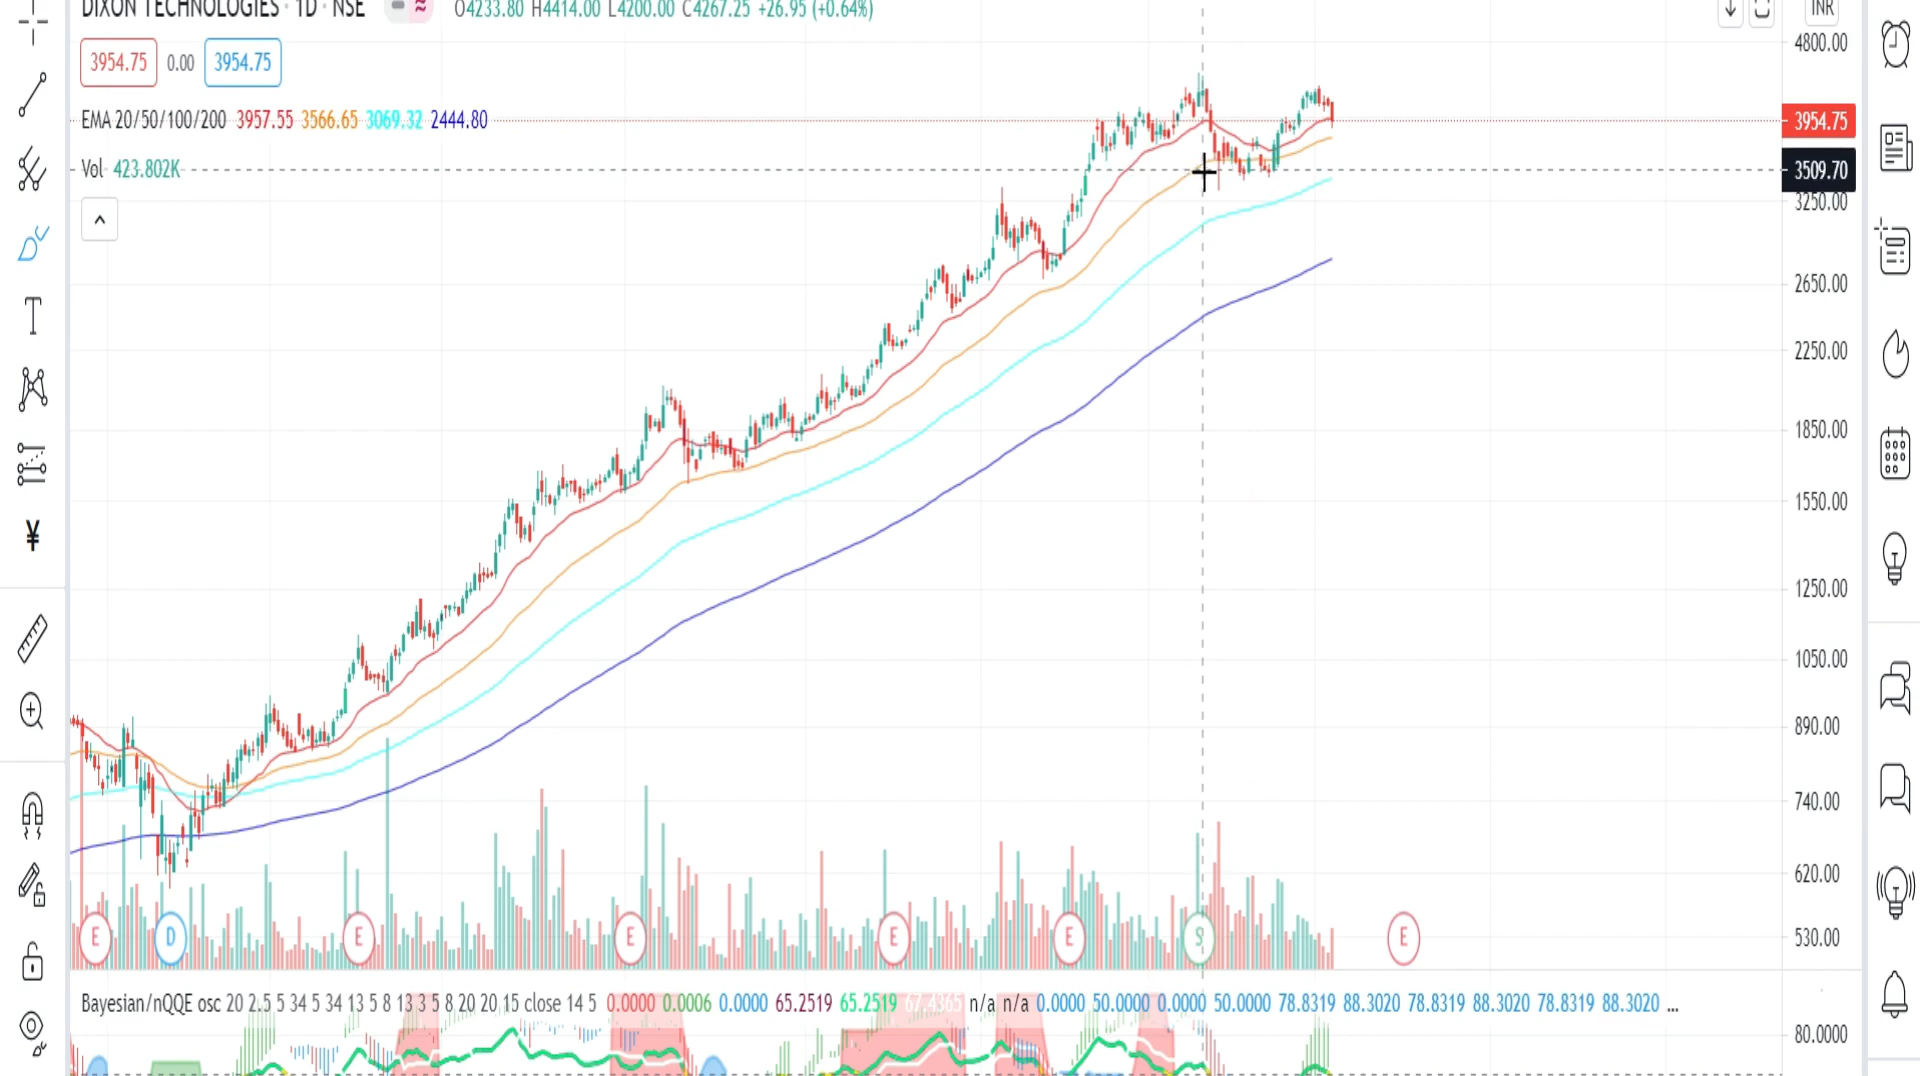 DIXON TECHNOLOGIES · 1D · NSE O4233.80 H4414.00 L4200.00 C4267.25 +26.95 (+0.64%) INR
4800.00
3954.75 0.00 3954.75
EMA 20/50/100/200 3957.55 3566.65 3069.32 2444.80
3954.75
Vol 423.802K
3509.70
3250.00
2650.00
2250.00
1850.00
1550.00
1250.00
1050.00
890.00
740.00
620.00
E D E E E E S E
530.00
Bayesian/nQQE osc 20 2.5 5 34 5 34 13 5 8 13 3 5 8 20 20 15 close 14 5 0.0000 0.0006 0.0000 65.2519 65.2519 67.4365 n/a n/a 0.0000 50.0000 0.0000 50.0000 78.8319 88.3020 78.8319 88.3020 78.8319 88.3020 ...
80.0000